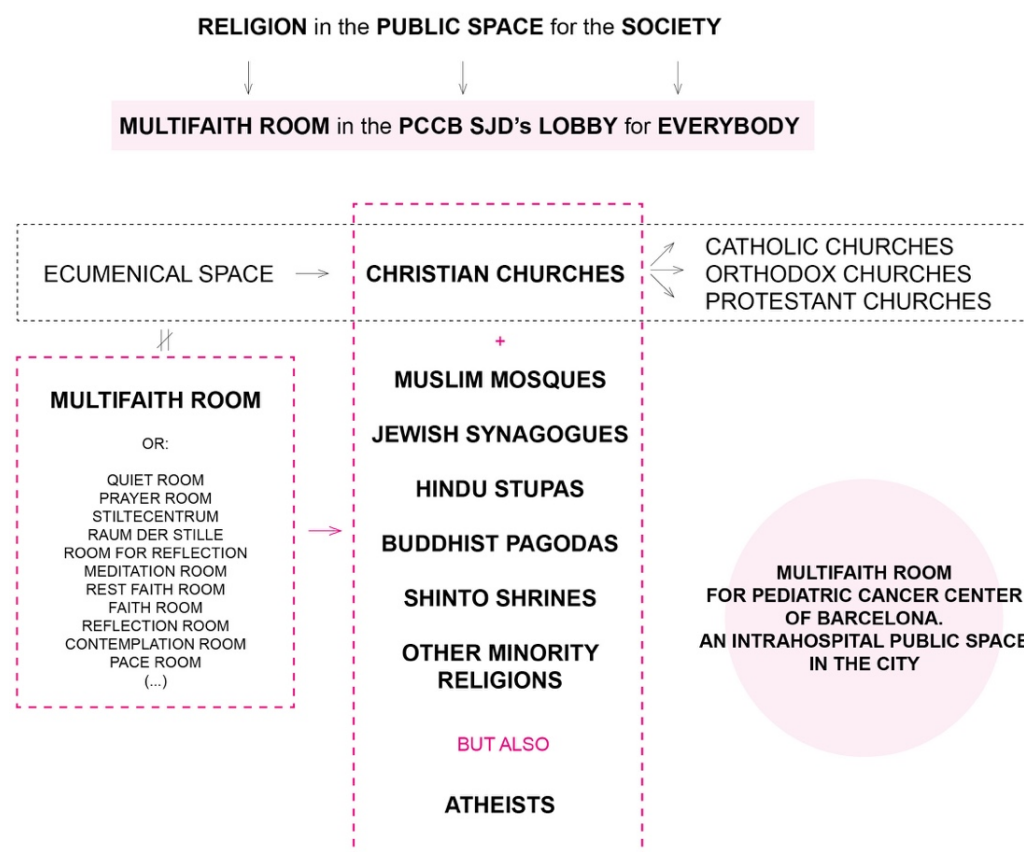 RELIGION in the PUBLIC SPACE for the SOCIETY
MULTIFAITH ROOM in the PCCB SJD's LOBBY for EVERYBODY
ECUMENICAL SPACE
CHRISTIAN CHURCHES
CATHOLIC CHURCHES
ORTHODOX CHURCHES
PROTESTANT CHURCHES
MULTIFAITH ROOM
OR:
QUIET ROOM
PRAYER ROOM
STILTECENTRUM
RAUM DER STILLE
ROOM FOR REFLECTION
MEDITATION ROOM
REST FAITH ROOM
FAITH ROOM
REFLECTION ROOM
CONTEMPLATION ROOM
PACE ROOM
(...)
+
MUSLIM MOSQUES
JEWISH SYNAGOGUES
HINDU STUPAS
BUDDHIST PAGODAS
SHINTO SHRINES
OTHER MINORITY
RELIGIONS
BUT ALSO
ATHEISTS
MULTIFAITH ROOM
FOR PEDIATRIC CANCER CENTER
OF BARCELONA.
AN INTRAHOSPITAL PUBLIC SPACE
IN THE CITY